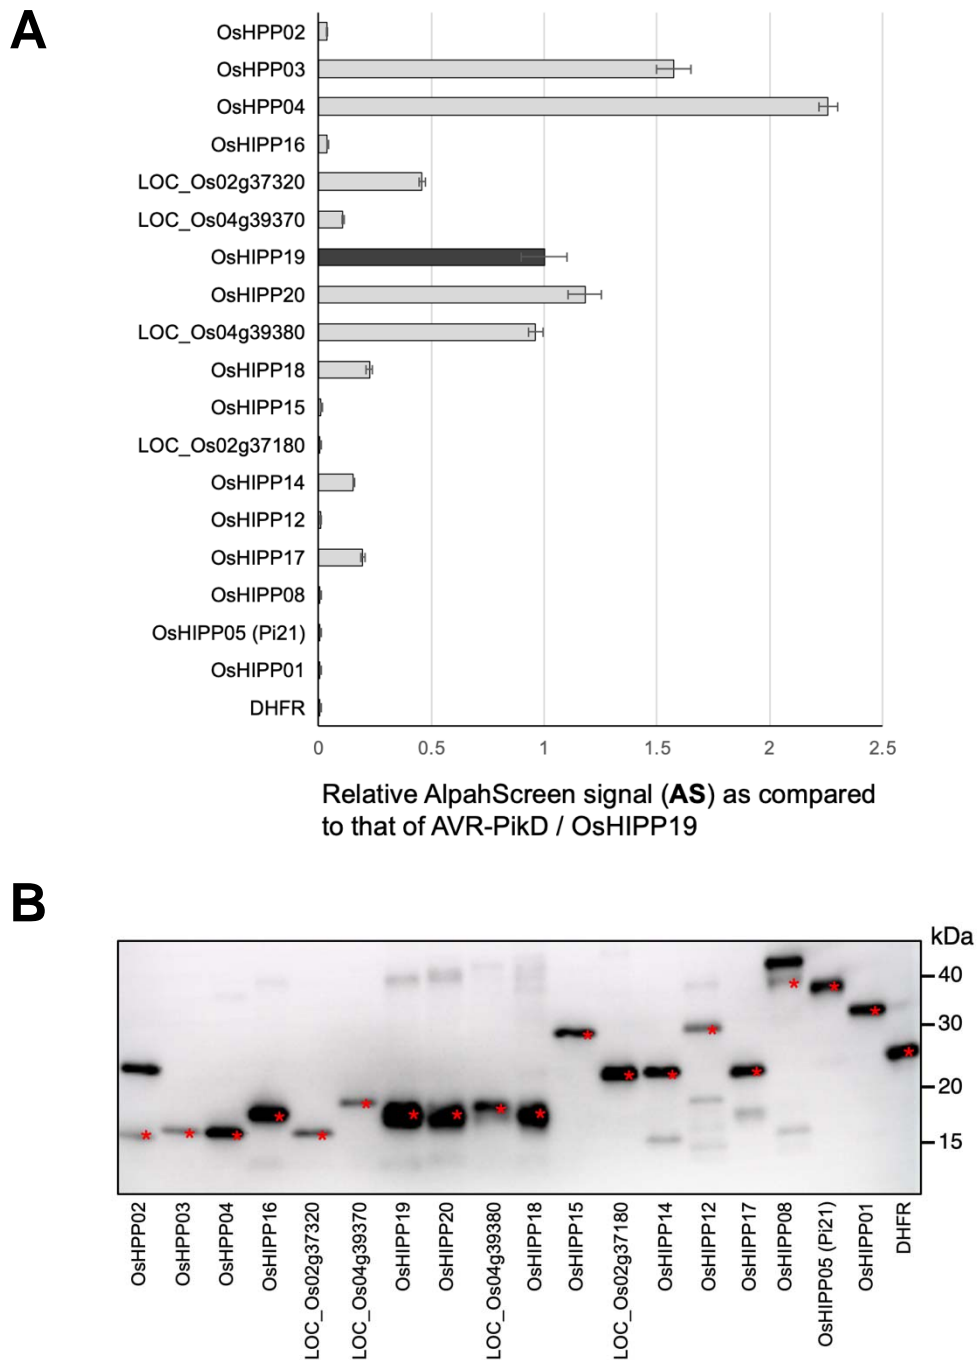 A
OsHPP02
OsHPP03
OsHPP04
OsHIPP16
LOC_Os02g37320
LOC_Os04g39370
OsHIPP19
OsHIPP20
LOC_Os04g39380
OsHIPP18
OsHIPP15
LOC_Os02g37180
OsHIPP14
OsHIPP12
OsHIPP17
OsHIPP08
OsHIPP05 (Pi21)
OsHIPP01
DHFR
0 0.5 1 1.5 2 2.5
Relative AlpahScreen signal (AS) as compared
to that of AVR-PikD / OsHIPP19
B
kDa
40
30
20
15
OsHPP02
OsHPP03
OsHPP04
OsHIPP16
LOC_Os02g37320
LOC_Os04g39370
OsHIPP19
OsHIPP20
LOC_Os04g39380
OsHIPP18
OsHIPP15
LOC_Os02g37180
OsHIPP14
OsHIPP12
OsHIPP17
OsHIPP08
OsHIPP05 (Pi21)
OsHIPP01
DHFR